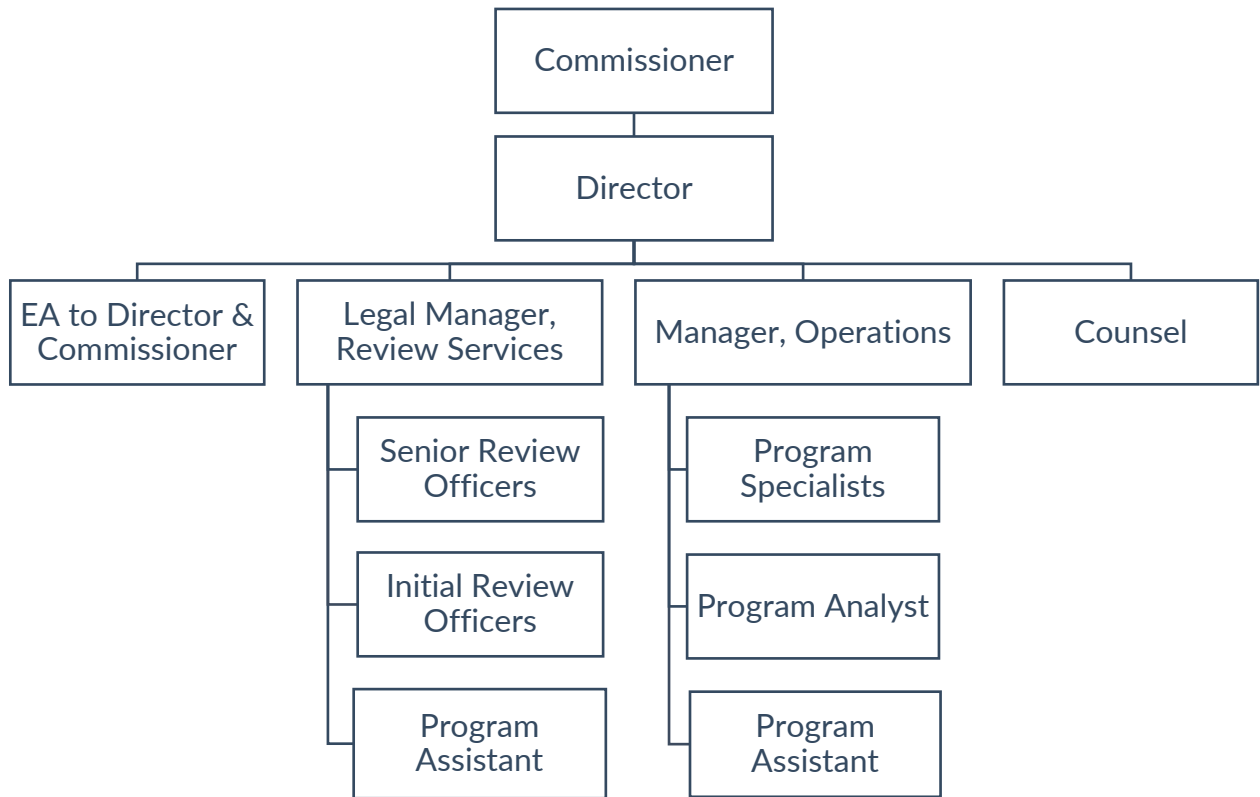 Commissioner
Director
EA to Director &
Commissioner
Legal Manager,
Review Services
Manager, Operations
Counsel
Senior Review
Officers
Program
Specialists
Initial Review
Officers
Program Analyst
Program
Assistant
Program
Assistant